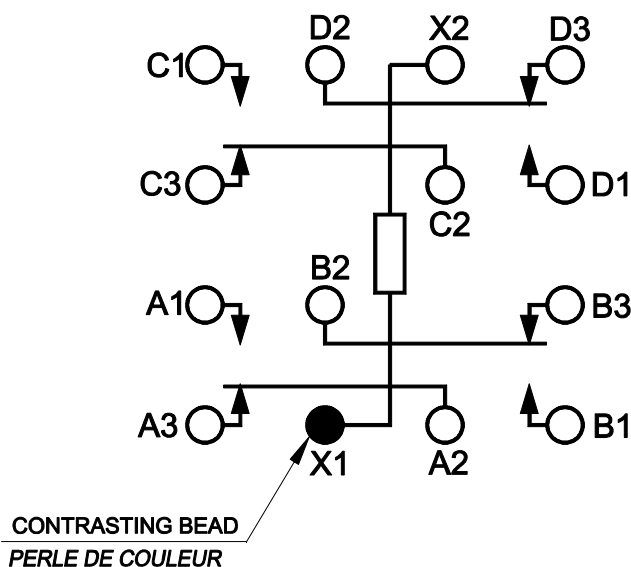 D2 X2 D3
C1
C3 D1
C2
B2
A1 B3
A3 B1
X1 A2
CONTRASTING BEAD
PERLE DE COULEUR